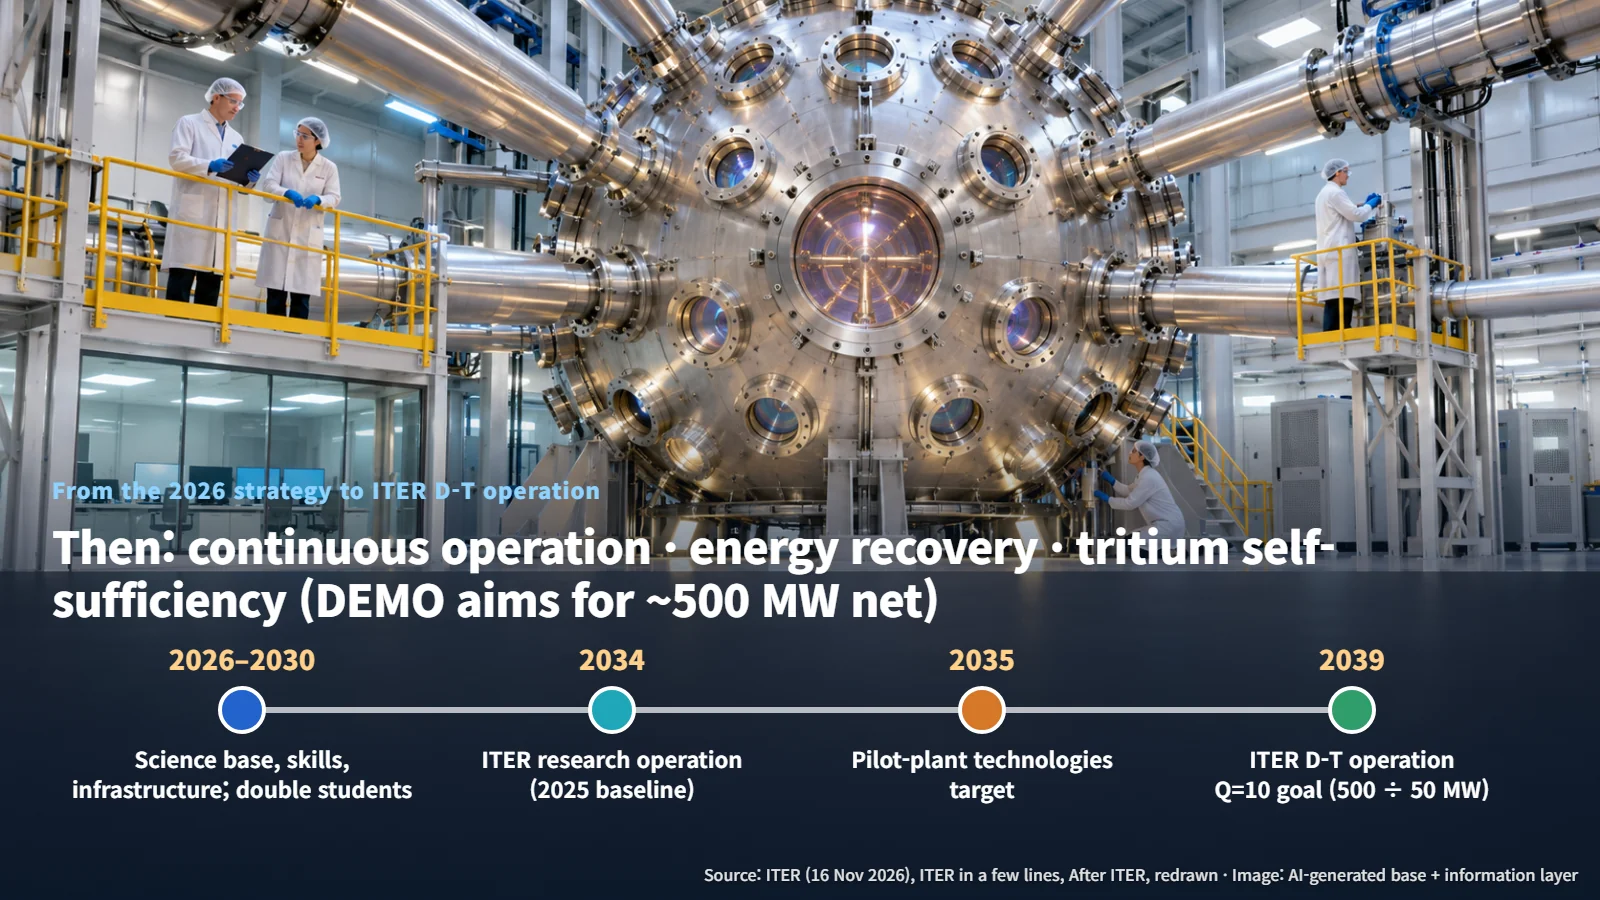 From the 2026 strategy to ITER D-T operation
Then: continuous operation · energy recovery · tritium self-
sufficiency (DEMO aims for ~500 MW net)
2026–2030
2034
2035
2039
Science base, skills,
infrastructure; double students
ITER research operation
(2025 baseline)
Pilot-plant technologies
target
ITER D-T operation
Q=10 goal (500 ÷ 50 MW)
Source: ITER (16 Nov 2026), ITER in a few lines, After ITER, redrawn · Image: AI-generated base + information layer